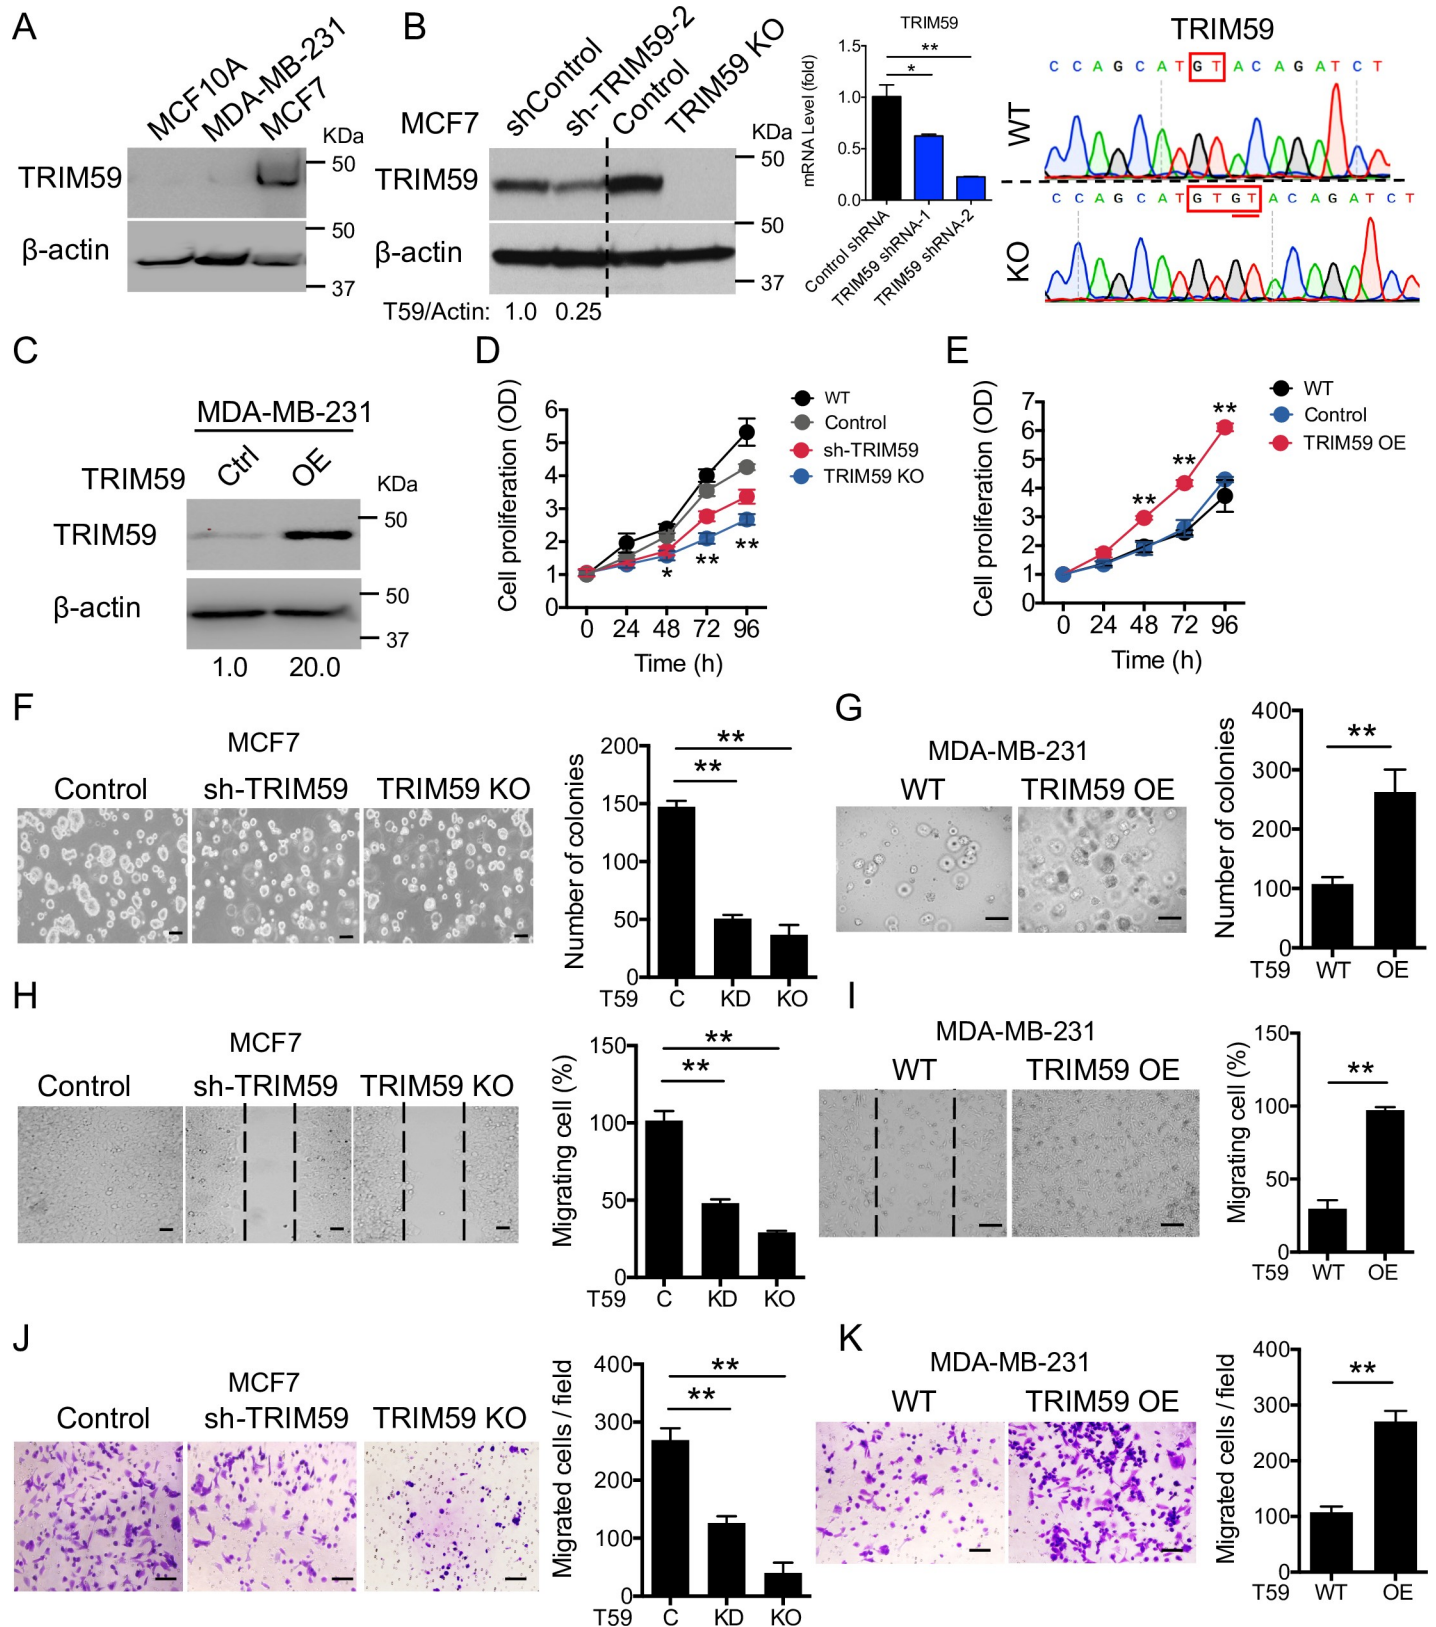 A
MCF10A
MDA-MB-231
MCF7
KDa
TRIM59
50
β-actin
50
37
B
MCF7
shControl
sh-TRIM59-2
Control
TRIM59 KO
KDa
TRIM59
50
β-actin
50
37
T59/Actin: 1.0 0.25
TRIM59
mRNA Level (fold)
1.5
1.0
0.5
0.0
**
*
Control shRNA
TRIM59 shRNA-1
TRIM59 shRNA-2
TRIM59
WT
C C A G C A T G T A C A G A T C T
KO
C C A G C A T G T G T A C A G A T C T
C
MDA-MB-231
TRIM59 Ctrl OE
KDa
TRIM59
50
β-actin
50
37
1.0 20.0
D
Cell proliferation (OD)
6
5
4
3
2
1
0
0 24 48 72 96
Time (h)
* ** **
WT
Control
sh-TRIM59
TRIM59 KO
E
Cell proliferation (OD)
7
6
5
4
3
2
1
0
0 24 48 72 96
Time (h)
** ** **
WT
Control
TRIM59 OE
F
MCF7
Control sh-TRIM59 TRIM59 KO
Number of colonies
200
150
100
50
0
**
**
T59 C KD KO
G
MDA-MB-231
WT TRIM59 OE
Number of colonies
400
300
200
100
0
**
T59 WT OE
H
MCF7
Control sh-TRIM59 TRIM59 KO
Migrating cell (%)
150
100
50
0
**
**
T59 C KD KO
I
MDA-MB-231
WT TRIM59 OE
Migrating cell (%)
150
100
50
0
**
T59 WT OE
J
MCF7
Control sh-TRIM59 TRIM59 KO
Migrated cells / field
400
300
200
100
0
**
**
T59 C KD KO
K
MDA-MB-231
WT TRIM59 OE
Migrated cells / field
400
300
200
100
0
**
T59 WT OE